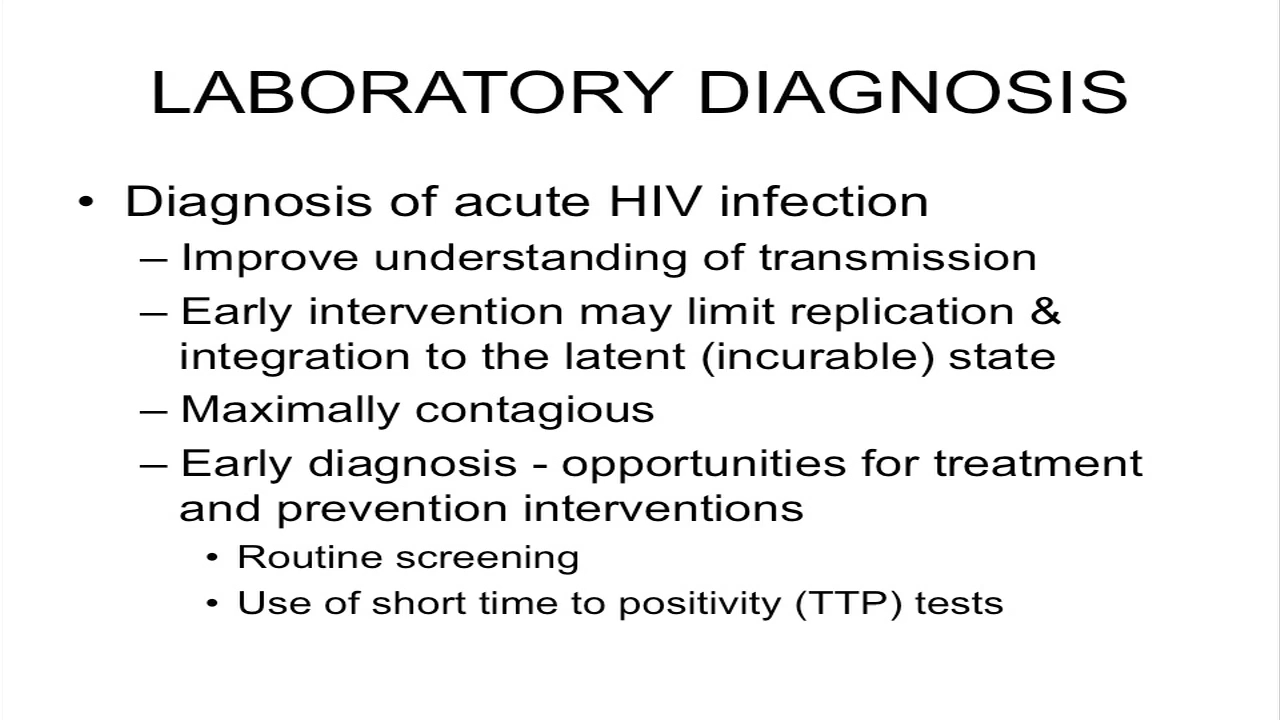 LABORATORY DIAGNOSIS
• Diagnosis of acute HIV infection
– Improve understanding of transmission
– Early intervention may limit replication &
integration to the latent (incurable) state
– Maximally contagious
– Early diagnosis - opportunities for treatment
and prevention interventions
• Routine screening
• Use of short time to positivity (TTP) tests